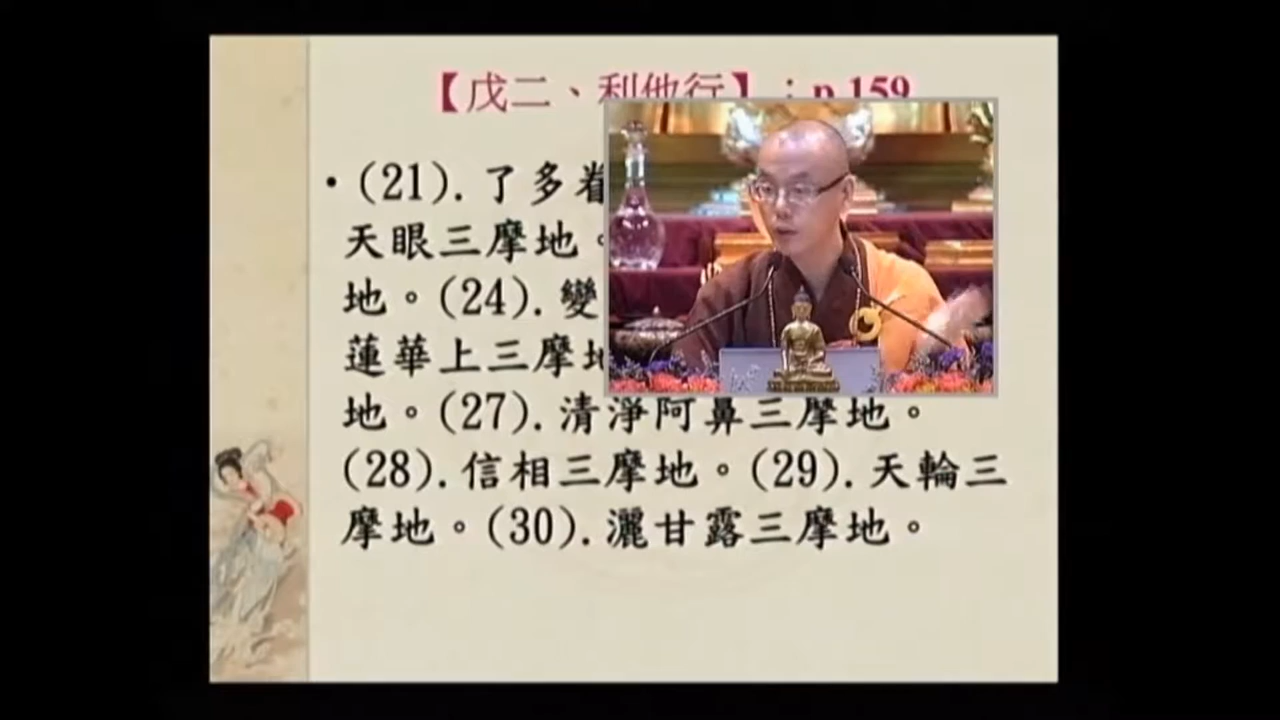 【戊二、利他行】：p.159
•(21).了多眷
天眼三摩地。
地。(24).變
蓮華上三摩地
地。(27).清淨阿鼻三摩地。
(28).信相三摩地。(29).天輪三
摩地。(30).灑甘露三摩地。